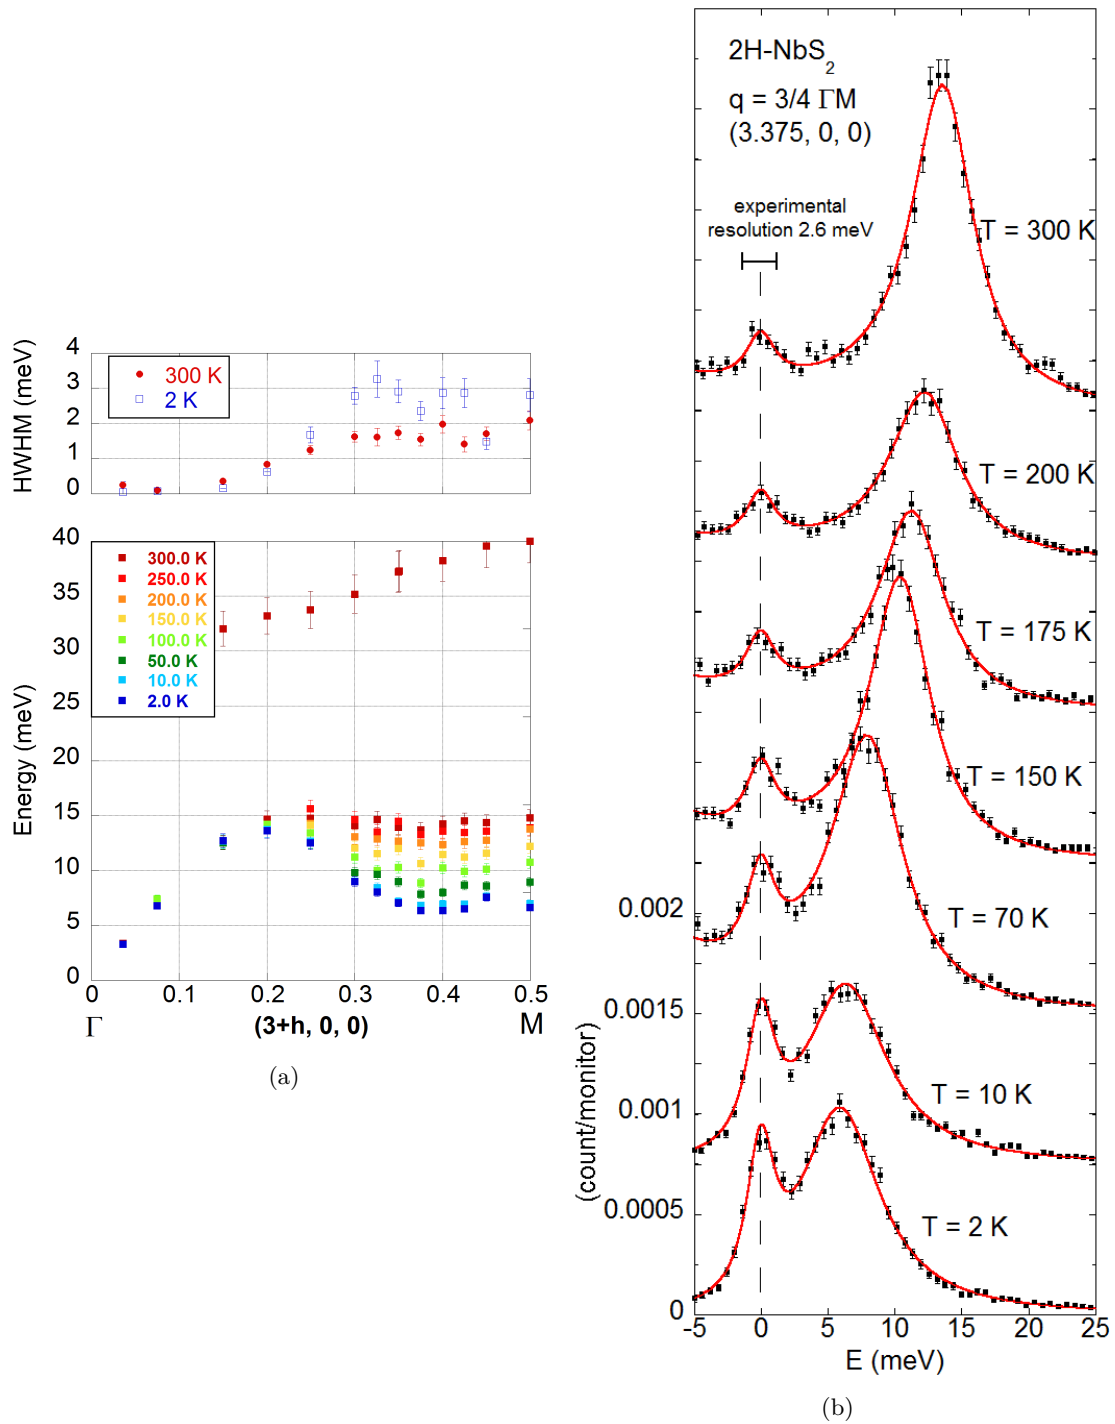 4
3
2
1
0
HWHM (meV)
300 K
2 K
40
35
30
25
20
15
10
5
0
Energy (meV)
300.0 K
250.0 K
200.0 K
150.0 K
100.0 K
50.0 K
10.0 K
2.0 K
0 0.1 0.2 0.3 0.4 0.5
Γ (3+h, 0, 0) M
(a)
2H-NbS2
q = 3/4 ΓM
(3.375, 0, 0)
experimental
resolution 2.6 meV
T = 300 K
T = 200 K
T = 175 K
T = 150 K
T = 70 K
T = 10 K
T = 2 K
0.002
0.0015
0.001
0.0005
0
(count/monitor)
-5 0 5 10 15 20 25
E (meV)
(b)